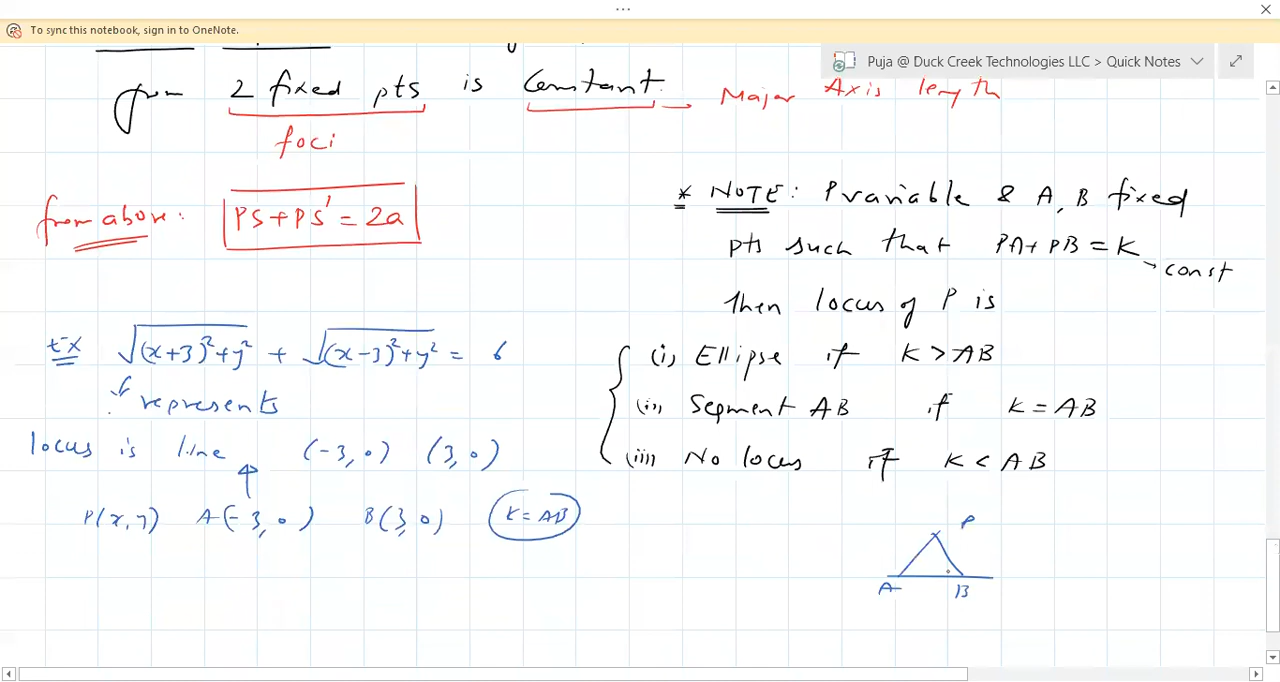 To sync this notebook, sign in to OneNote.
Puja @ Duck Creek Technologies LLC > Quick Notes
from 2 fixed pts is constant. → Major Axis length
foci
from above: PS + PS' = 2a
* NOTE: P variable & A, B fixed
pts such that PA + PB = K → const
then locus of P is
(i) Ellipse if K > AB
(ii) Segment AB if K = AB
(iii) No locus if K < AB
Ex √(x+3)²+y² + √(x-3)²+y² = 6
represents
locus is line (-3, 0) (3, 0)
P(x, y) A(-3, 0) B(3, 0) K = AB
P
A B